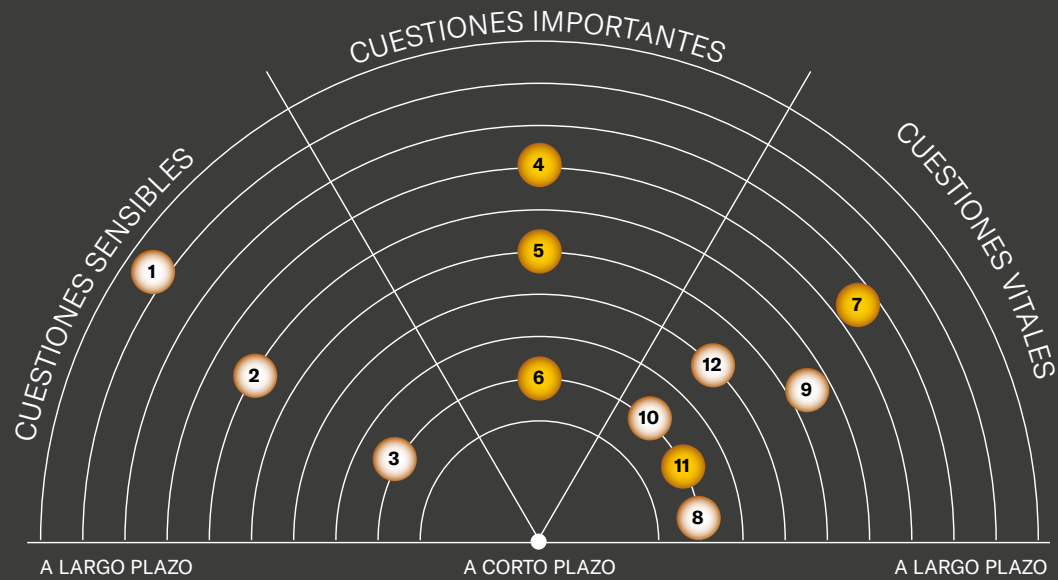 CUESTIONES IMPORTANTES
CUESTIONES SENSIBLES
CUESTIONES VITALES
4
5
1
7
12
2
6
9
10
3
11
8
A LARGO PLAZO
A CORTO PLAZO
A LARGO PLAZO